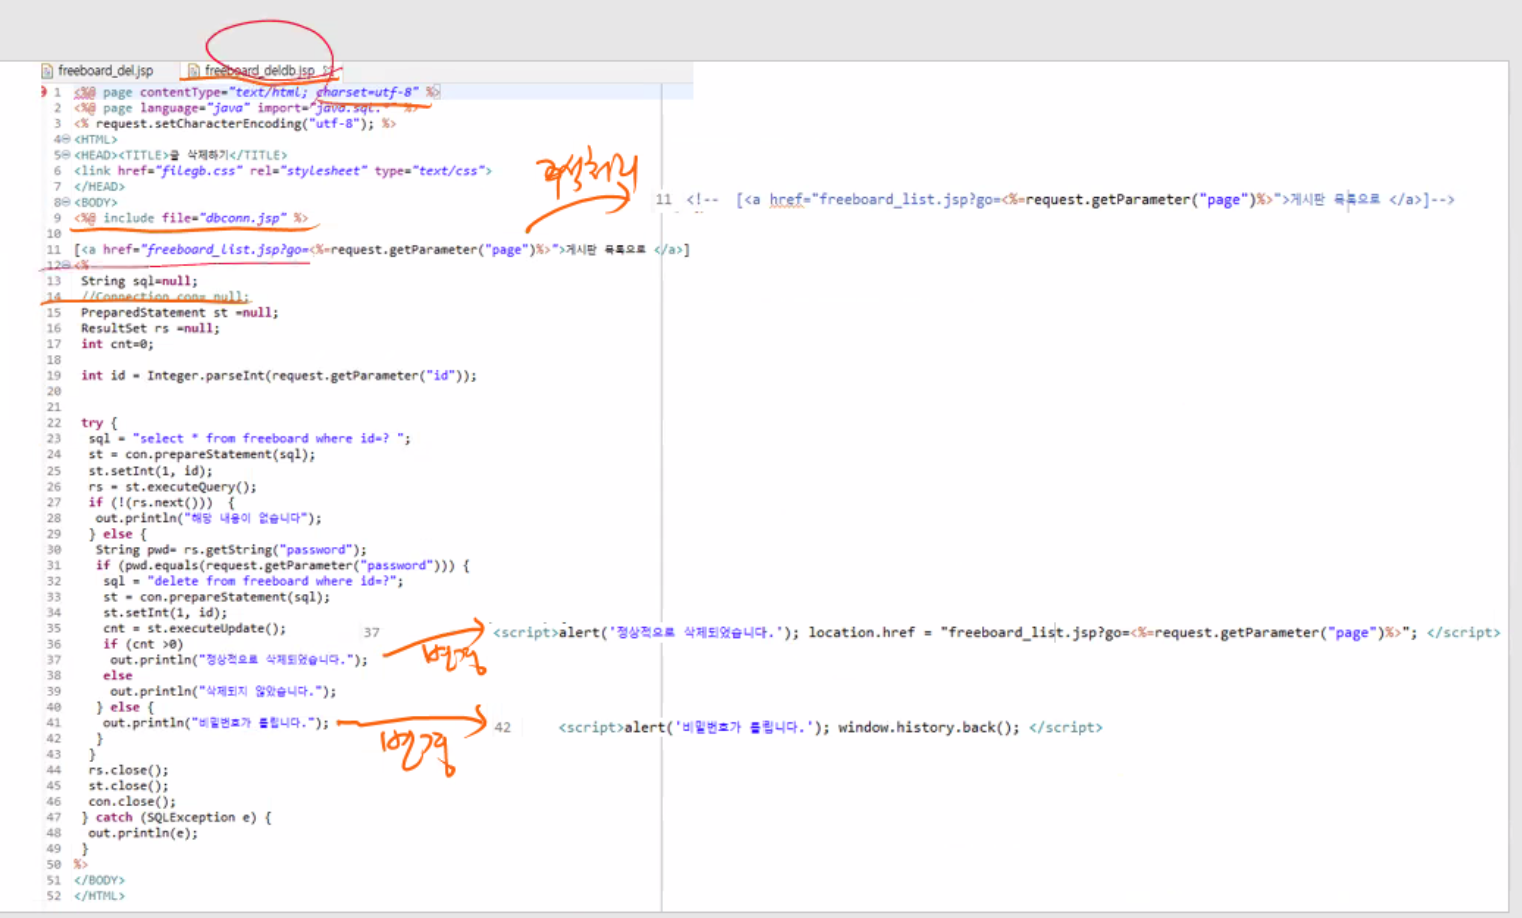 freeboard_del.jsp freeboard_deldb.jsp
1 <%@ page contentType="text/html; charset=utf-8" %>
2 <%@ page language="java" import="java.sql.*" %>
3 <% request.setCharacterEncoding("utf-8"); %>
4 <HTML>
5 <HEAD><TITLE>글 삭제하기</TITLE>
6 <link href="filegb.css" rel="stylesheet" type="text/css">
7 </HEAD>
8 <BODY>
9 <%@ include file="dbconn.jsp" %>
10
11 [<a href="freeboard_list.jsp?go=<%=request.getParameter("page")%>">게시판 목록으로 </a>]
12 <%
13 String sql=null;
14 //Connection con= null;
15 PreparedStatement st =null;
16 ResultSet rs =null;
17 int cnt=0;
18
19 int id = Integer.parseInt(request.getParameter("id"));
20
21
22 try {
23 sql = "select * from freeboard where id=? ";
24 st = con.prepareStatement(sql);
25 st.setInt(1, id);
26 rs = st.executeQuery();
27 if (!(rs.next())) {
28 out.println("해당 내용이 없습니다");
29 } else {
30 String pwd= rs.getString("password");
31 if (pwd.equals(request.getParameter("password"))) {
32 sql = "delete from freeboard where id=?";
33 st = con.prepareStatement(sql);
34 st.setInt(1, id);
35 cnt = st.executeUpdate();
36 if (cnt >0)
37 out.println("정상적으로 삭제되었습니다.");
38 else
39 out.println("삭제되지 않았습니다.");
40 } else {
41 out.println("비밀번호가 틀립니다.");
42 }
43 }
44 rs.close();
45 st.close();
46 con.close();
47 } catch (SQLException e) {
48 out.println(e);
49 }
50 %>
51 </BODY>
52 </HTML>
주석처리
11 <!-- [<a href="freeboard_list.jsp?go=<%=request.getParameter("page")%>">게시판 목록으로 </a>]-->
37 <script>alert('정상적으로 삭제되었습니다.'); location.href = "freeboard_list.jsp?go=<%=request.getParameter("page")%>"; </script>
변경
42 <script>alert('비밀번호가 틀립니다.'); window.history.back(); </script>
변경